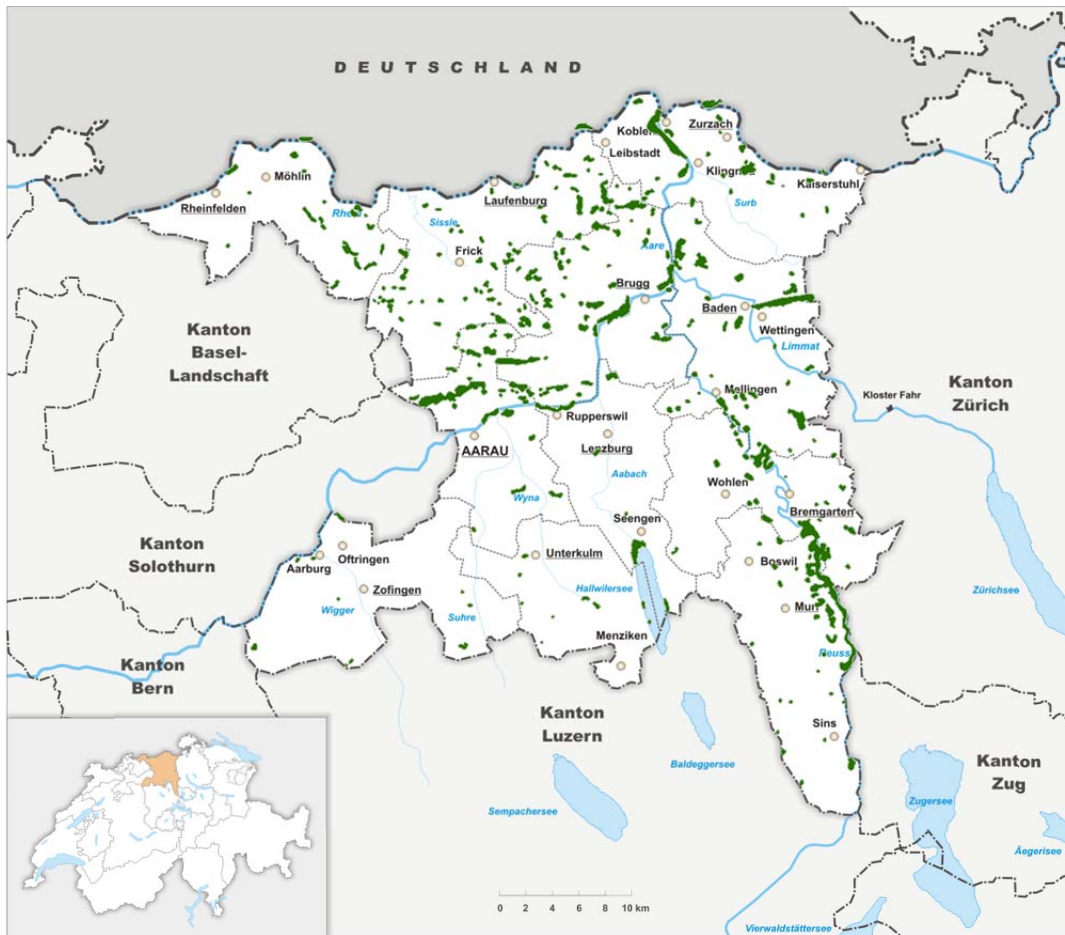 DEUTSCHLAND
Koblenz
Zurzach
Leibstadt
Klingnau
Kaiserstuhl
Möhlin
Rheinfelden
Laufenburg
Rhein
Sissle
Surb
Frick
Aare
Brugg
Baden
Wettingen
Limmat
Kanton
Basel-
Landschaft
Kanton
Zürich
Kloster Fahr
Mellingen
Rupperswil
AARAU
Lenzburg
Aabach
Wyna
Wohlen
Bremgarten
Seengen
Kanton
Solothurn
Oftringen
Aarburg
Unterkulm
Boswil
Zofingen
Hallwilersee
Wigger
Suhre
Muri
Zürichsee
Menziken
Reuss
Kanton
Bern
Kanton
Luzern
Sins
Baldeggersee
Kanton
Zug
Sempachersee
Zugersee
Ägerisee
0 2 4 6 8 10 km
Vierwaldstättersee